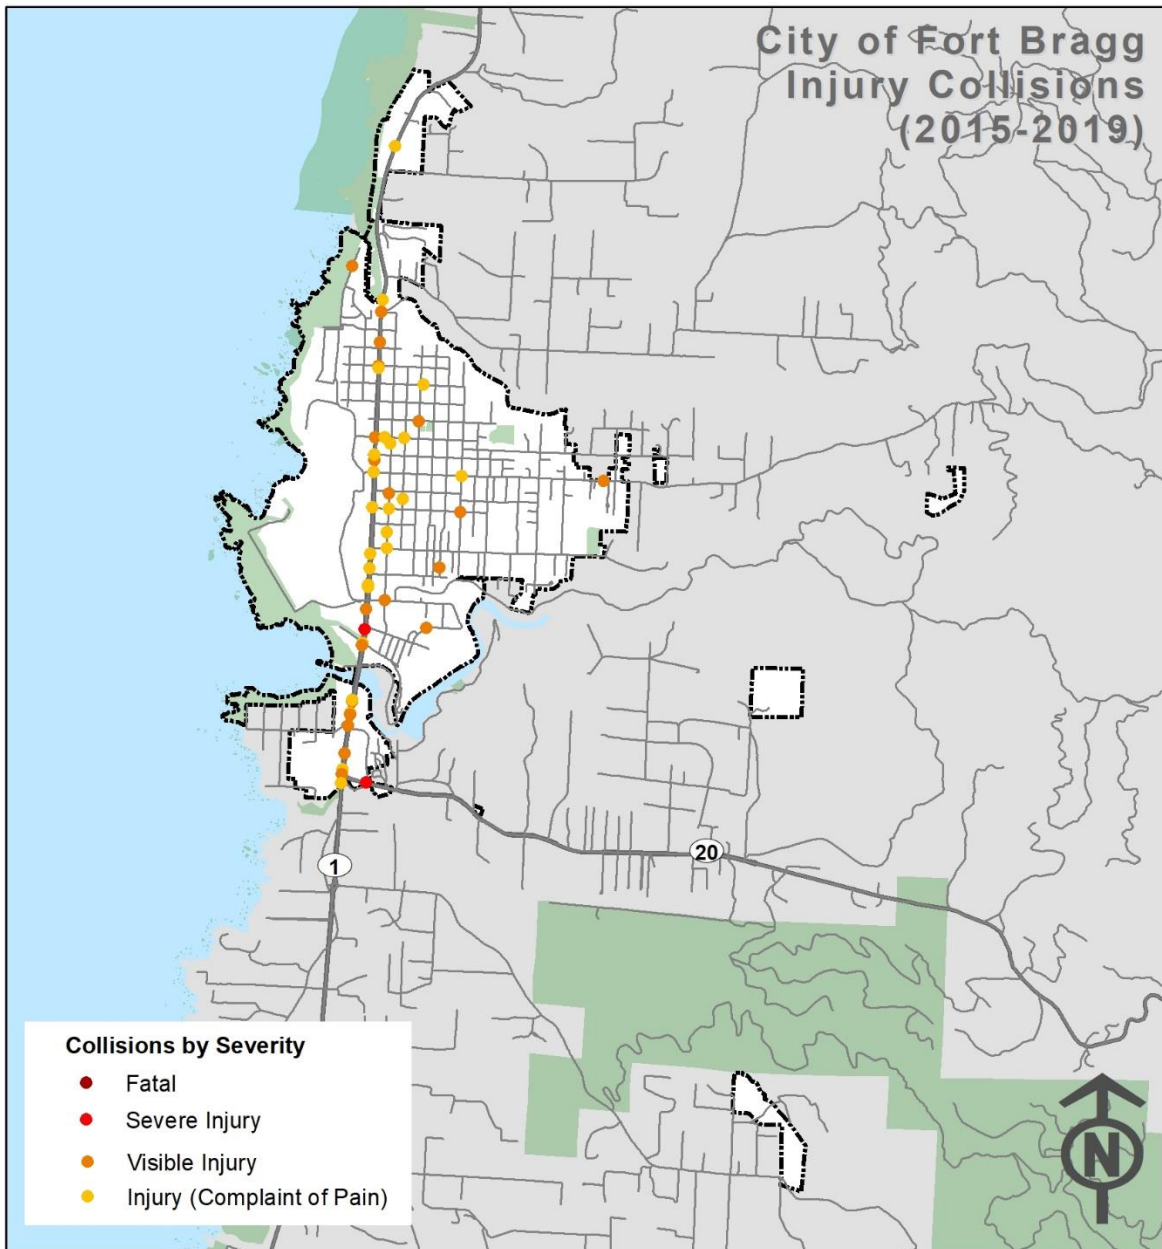 City of Fort Bragg
Injury Collisions
(2015-2019)
20
1
Collisions by Severity
Fatal
Severe Injury
Visible Injury
Injury (Complaint of Pain)
N